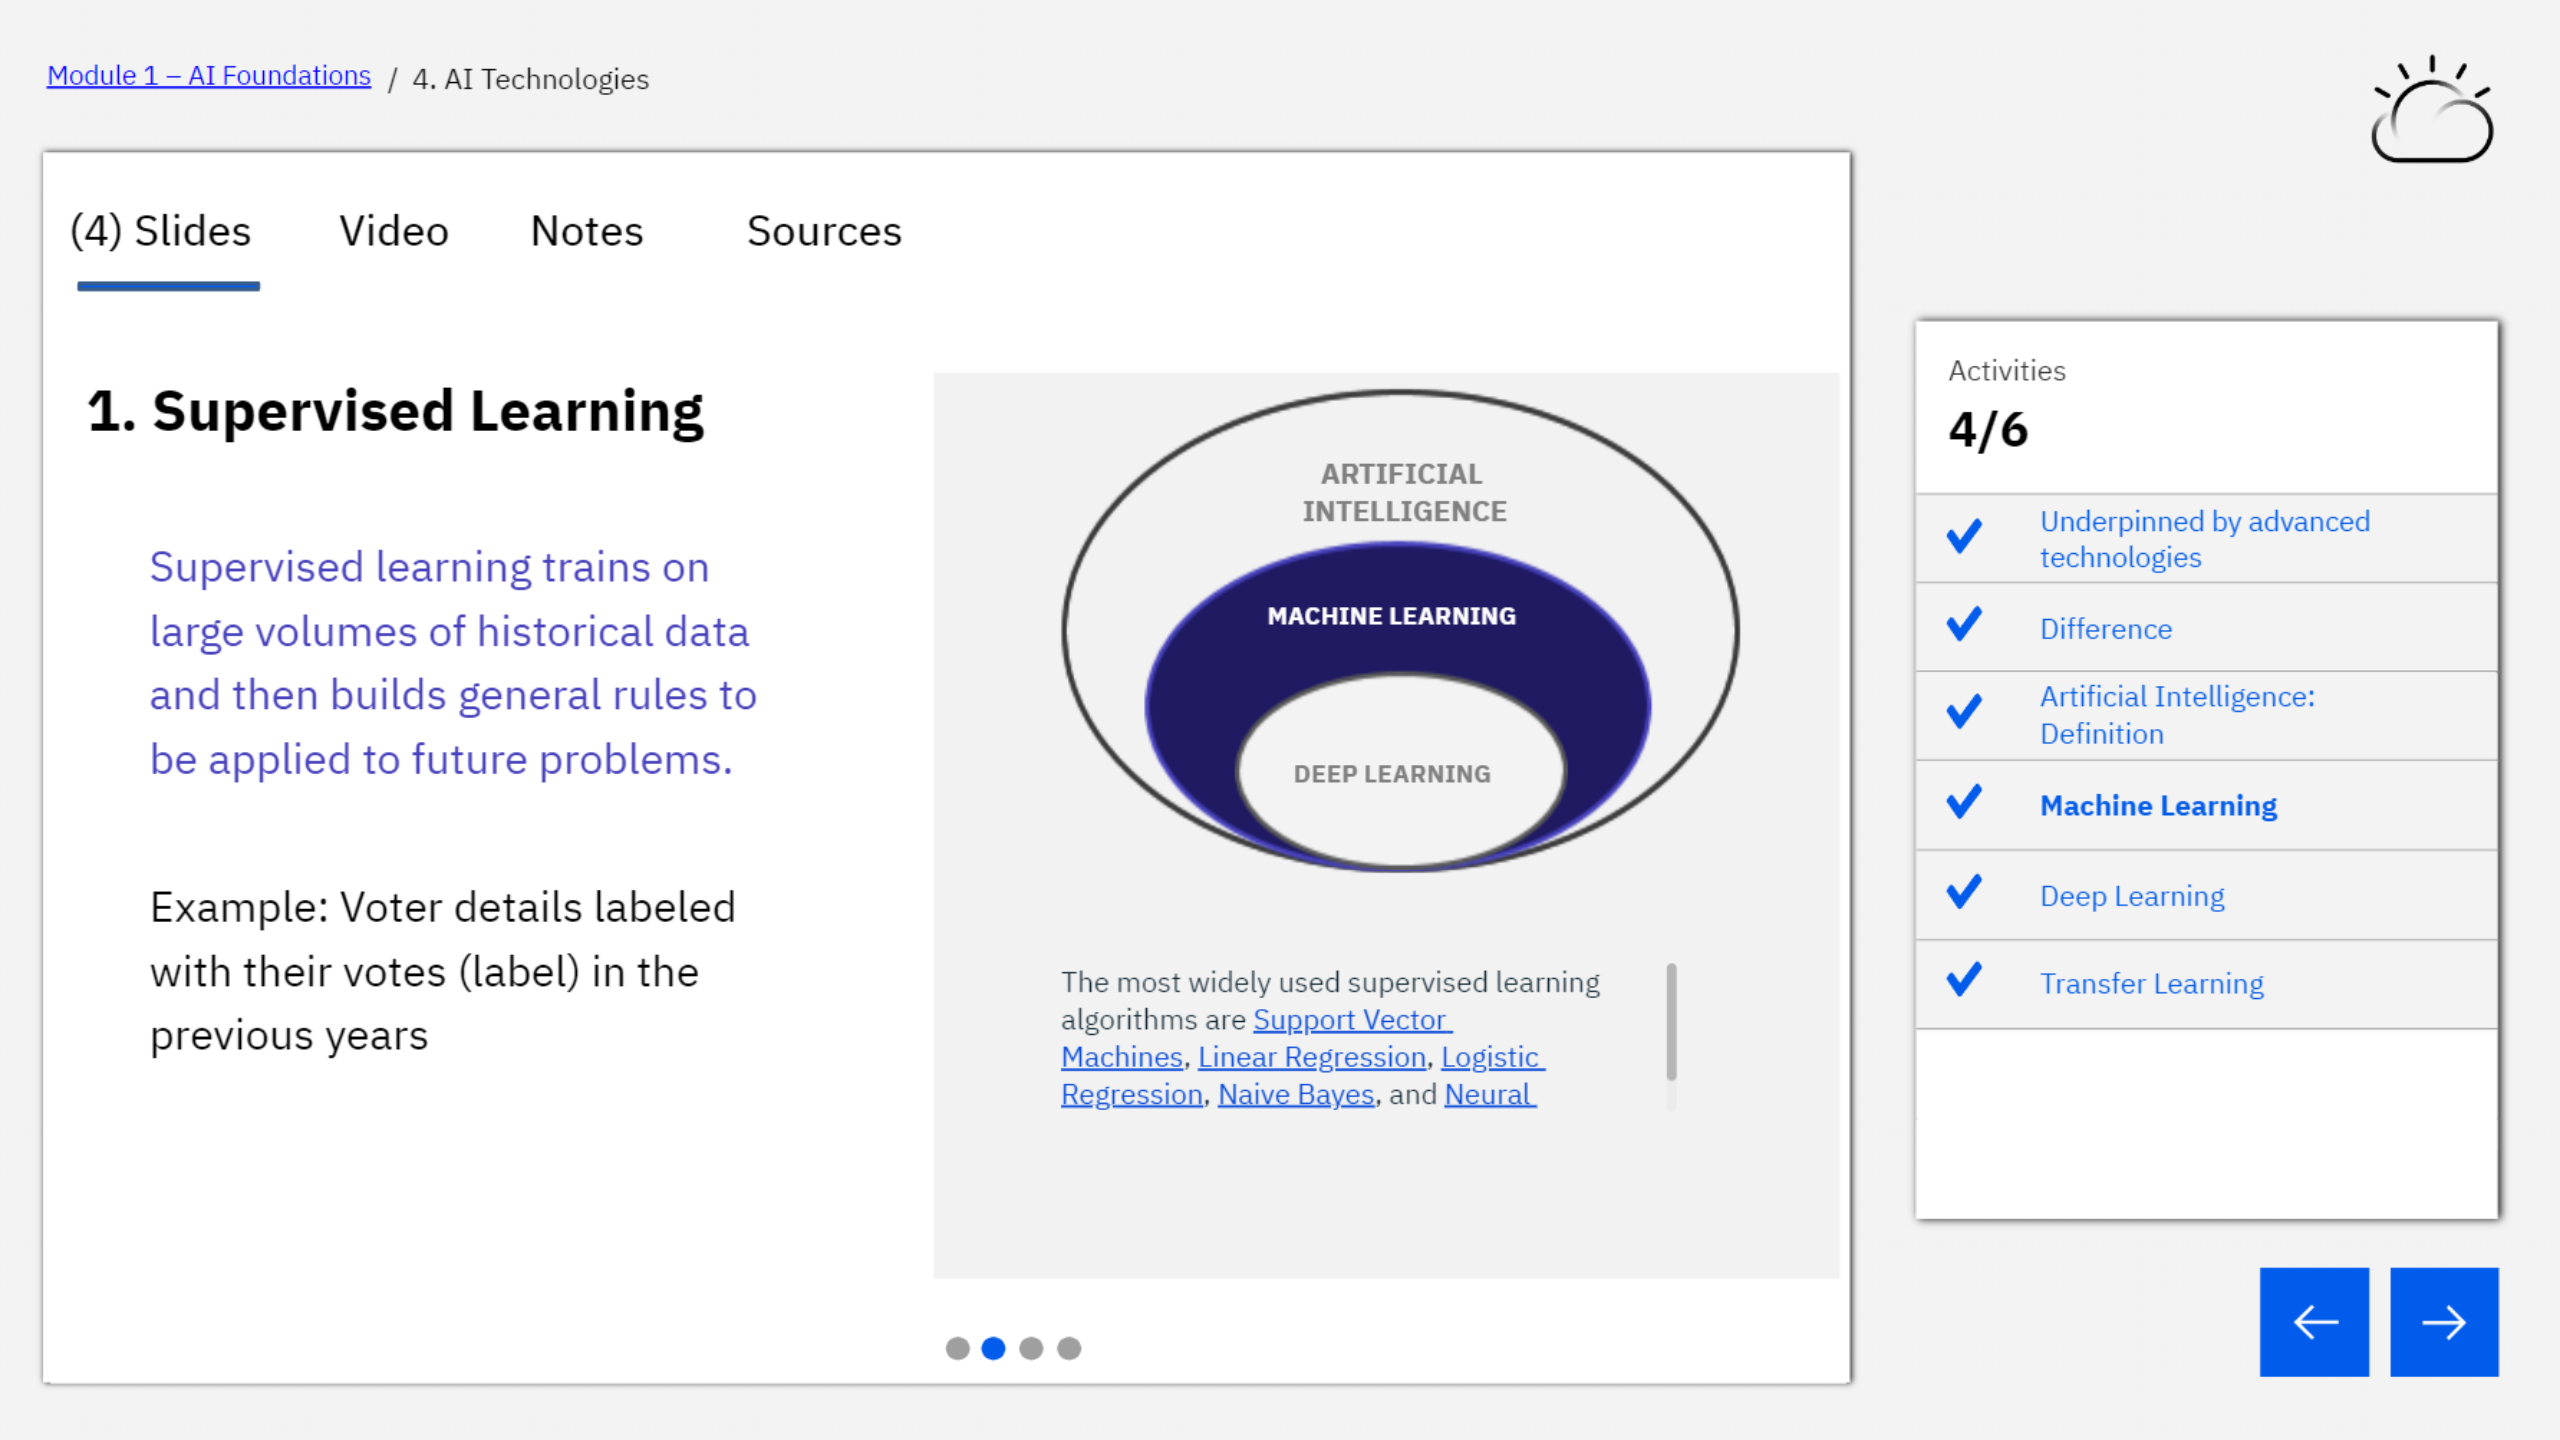 Module 1 – AI Foundations / 4. AI Technologies
(4) Slides Video Notes Sources
1. Supervised Learning
Supervised learning trains on
large volumes of historical data
and then builds general rules to
be applied to future problems.
Example: Voter details labeled
with their votes (label) in the
previous years
ARTIFICIAL
INTELLIGENCE
MACHINE LEARNING
DEEP LEARNING
The most widely used supervised learning
algorithms are Support Vector
Machines, Linear Regression, Logistic
Regression, Naive Bayes, and Neural
Activities
4/6
Underpinned by advanced
technologies
Difference
Artificial Intelligence:
Definition
Machine Learning
Deep Learning
Transfer Learning